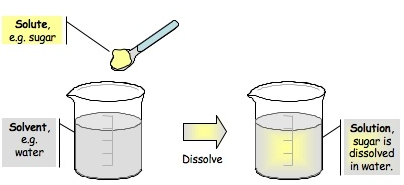 Solute,
e.g. sugar
Solvent,
e.g.
water
Dissolve
Solution,
sugar is
dissolved
in water.